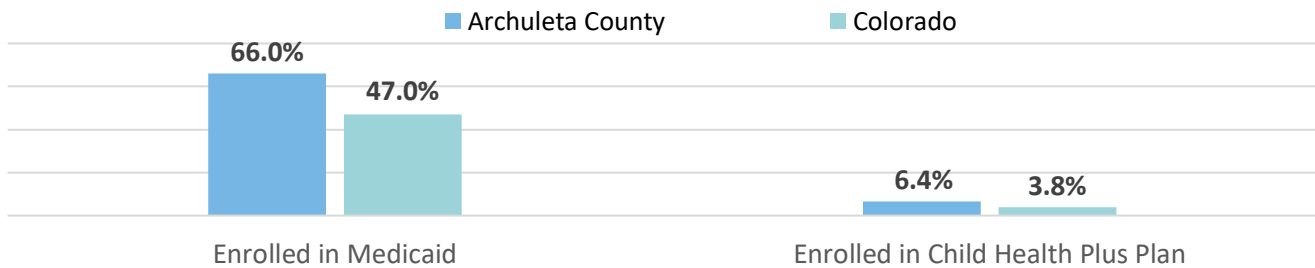 Archuleta County Colorado
66.0%
47.0%
6.4% 3.8%
Enrolled in Medicaid Enrolled in Child Health Plus Plan